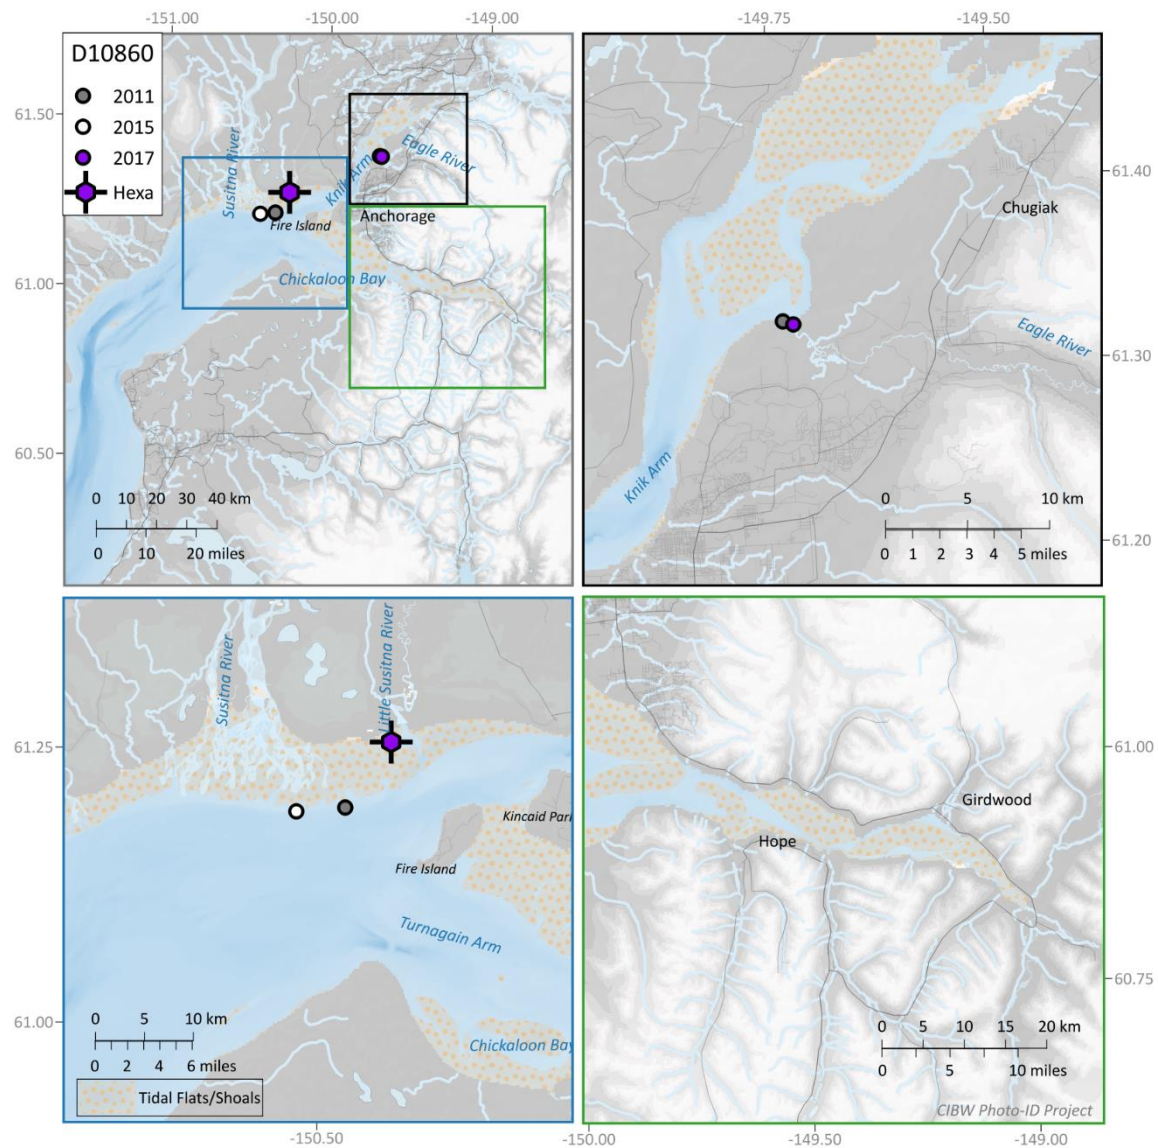 -151.00 -150.00 -149.00
-149.75 -149.50
D10860
2011
2015
2017
Hexa
61.50
61.00
60.50
Susitna River
Knik Arm
Eagle River
Anchorage
Fire Island
Chickaloon Bay
0 10 20 30 40 km
0 10 20 miles
61.40
61.30
61.20
Chugiak
Eagle River
Knik Arm
0 5 10 km
0 1 2 3 4 5 miles
61.25
61.00
Susitna River
Little Susitna River
Kincaid Par
Fire Island
Turnagain Arm
Chickaloon Bay
0 5 10 km
0 2 4 6 miles
Tidal Flats/Shoals
-150.50
61.00
60.75
Girdwood
Hope
0 5 10 15 20 km
0 5 10 miles
CIBW Photo-ID Project
-150.00 -149.50 -149.00